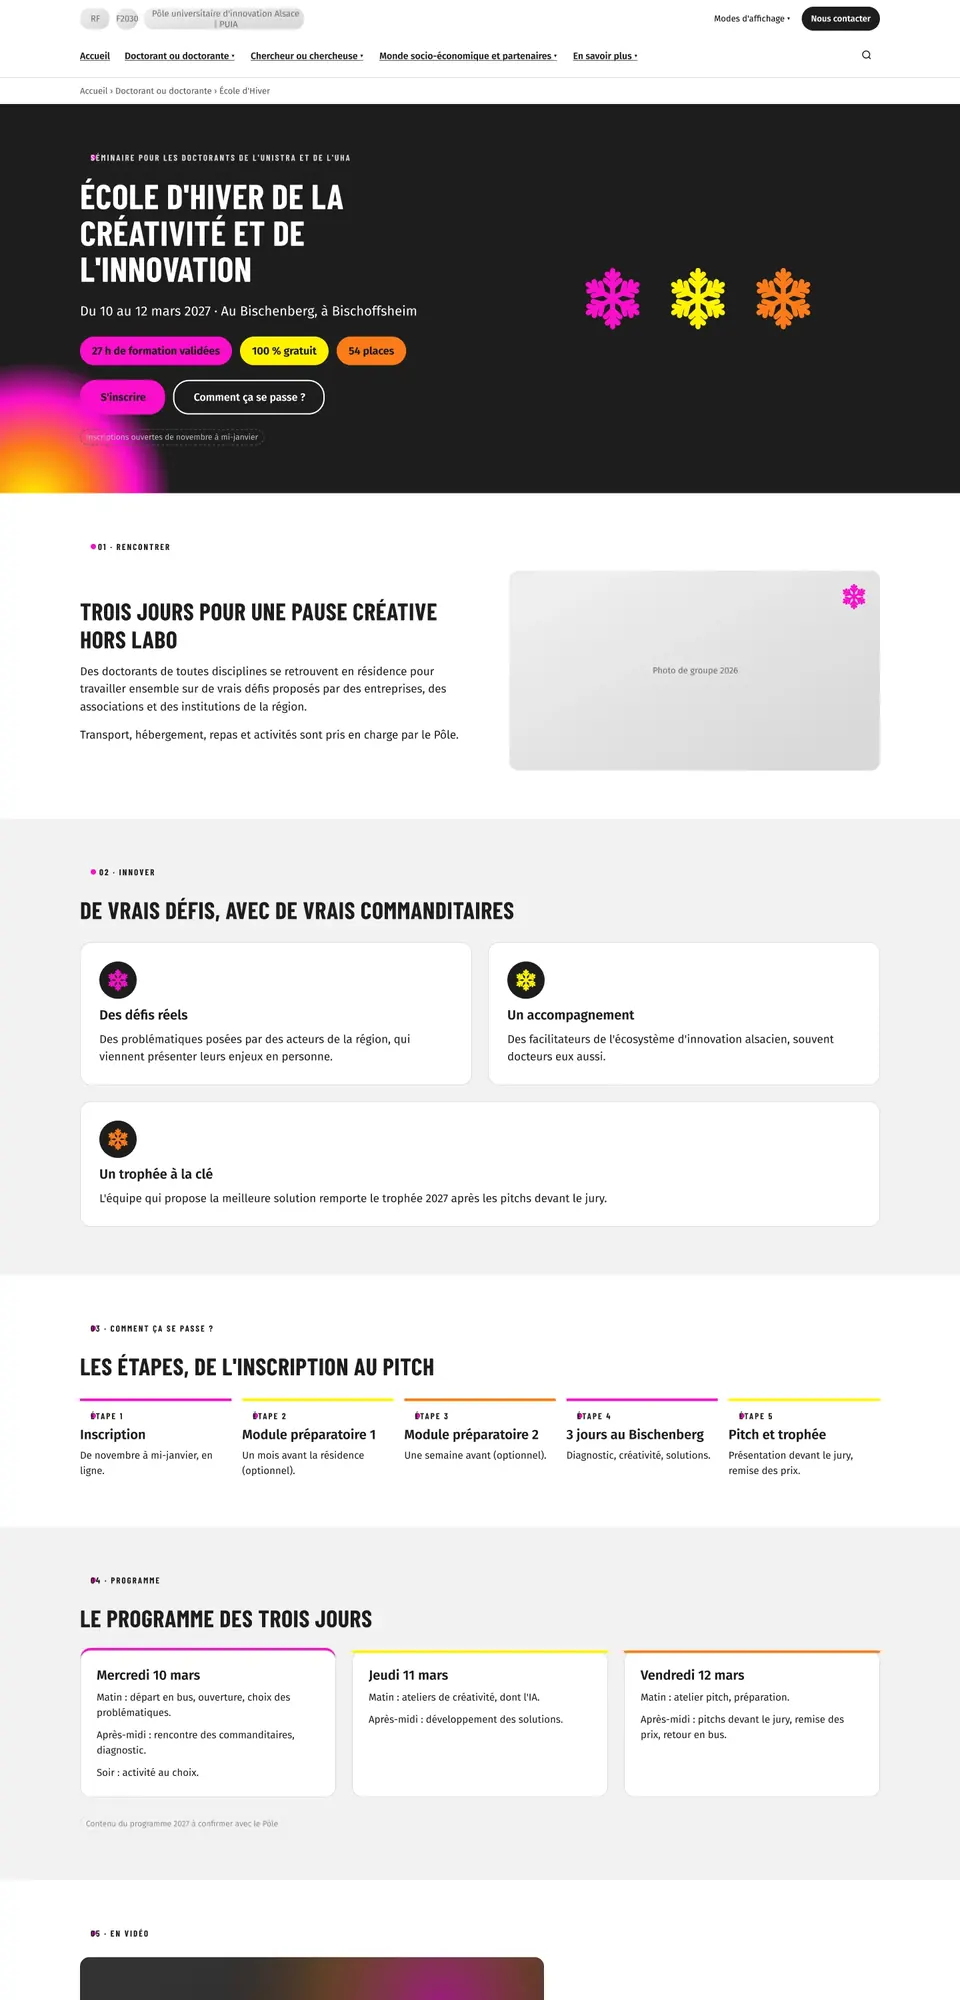 RF
F2030
Pôle universitaire d'innovation Alsace
| PUIA
Modes d'affichage
Nous contacter
Accueil
Doctorant ou doctorante
Chercheur ou chercheuse
Monde socio-économique et partenaires
En savoir plus
Accueil › Doctorant ou doctorante › École d'Hiver
SÉMINAIRE POUR LES DOCTORANTS DE L'UNISTRA ET DE L'UHA
ÉCOLE D'HIVER DE LA
CRÉATIVITÉ ET DE
L'INNOVATION
Du 10 au 12 mars 2027 · Au Bischenberg, à Bischoffsheim
27 h de formation validées
100 % gratuit
54 places
S'inscrire
Comment ça se passe ?
Inscriptions ouvertes de novembre à mi-janvier
01 · RENCONTRER
TROIS JOURS POUR UNE PAUSE CRÉATIVE
HORS LABO
Des doctorants de toutes disciplines se retrouvent en résidence pour
travailler ensemble sur de vrais défis proposés par des entreprises, des
associations et des institutions de la région.
Transport, hébergement, repas et activités sont pris en charge par le Pôle.
Photo de groupe 2026
02 · INNOVER
DE VRAIS DÉFIS, AVEC DE VRAIS COMMANDITAIRES
Des défis réels
Des problématiques posées par des acteurs de la région, qui
viennent présenter leurs enjeux en personne.
Un accompagnement
Des facilitateurs de l'écosystème d'innovation alsacien, souvent
docteurs eux aussi.
Un trophée à la clé
L'équipe qui propose la meilleure solution remporte le trophée 2027 après les pitchs devant le jury.
03 · COMMENT ÇA SE PASSE ?
LES ÉTAPES, DE L'INSCRIPTION AU PITCH
ÉTAPE 1
Inscription
De novembre à mi-janvier, en
ligne.
ÉTAPE 2
Module préparatoire 1
Un mois avant la résidence
(optionnel).
ÉTAPE 3
Module préparatoire 2
Une semaine avant (optionnel).
ÉTAPE 4
3 jours au Bischenberg
Diagnostic, créativité, solutions.
ÉTAPE 5
Pitch et trophée
Présentation devant le jury,
remise des prix.
04 · PROGRAMME
LE PROGRAMME DES TROIS JOURS
Mercredi 10 mars
Matin : départ en bus, ouverture, choix des
problématiques.
Après-midi : rencontre des commanditaires,
diagnostic.
Soir : activité au choix.
Jeudi 11 mars
Matin : ateliers de créativité, dont l'IA.
Après-midi : développement des solutions.
Vendredi 12 mars
Matin : atelier pitch, préparation.
Après-midi : pitchs devant le jury, remise des
prix, retour en bus.
Contenu du programme 2027 à confirmer avec le Pôle
05 · EN VIDÉO